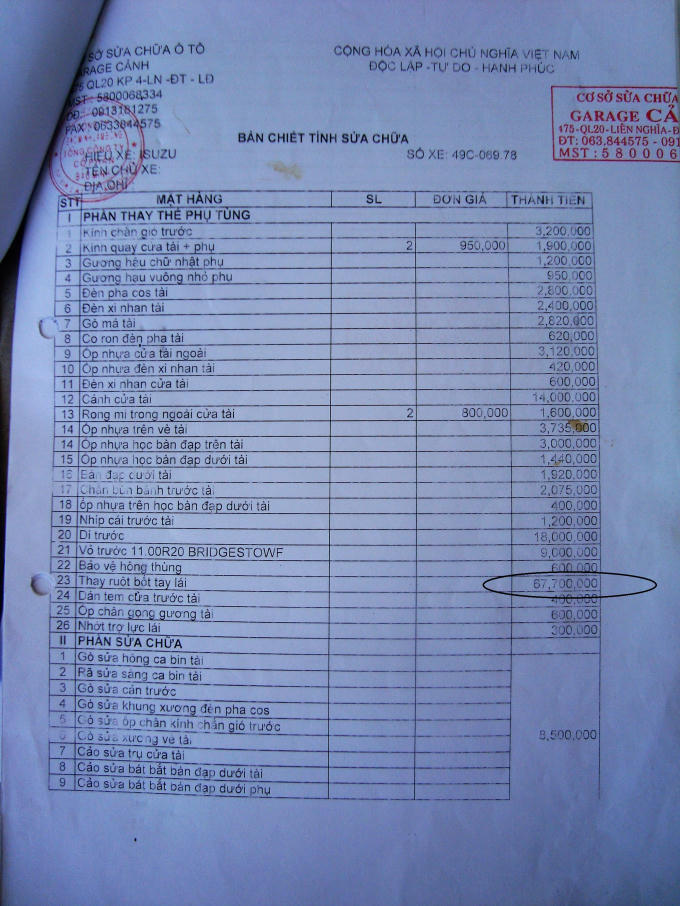 SỞ SỬA CHỮA Ô TÔ
GARAGE CẢNH
75 QL20 KP 4-LN -ĐT - LĐ
MST: 5800068334
0913181275
FAX: 0633844575
CỘNG HÒA XÃ HỘI CHỦ NGHĨA VIỆT NAM
ĐỘC LẬP -TỰ DO - HẠNH PHÚC
CƠ SỞ SỬA CHỮA
GARAGE CẢ
475-QL20-LIÊN NGHĨA-Đ
ĐT: 063.844575 - 091
MST: 580006
BẢN CHIẾT TÍNH SỬA CHỮA
HIỆU XE: ISUZU
SỐ XE: 49C-069.78
TÊN CHỦ XE:
ĐỊA CHỈ
STT MẶT HÀNG SL ĐƠN GIÁ THÀNH TIỀN
I PHẦN THAY THẾ PHỤ TÙNG
1 Kính chắn gió trước 3,200,000
2 Kính quay cửa tài + phụ 2 950,000 1,900,000
3 Gương hậu chữ nhật phụ 1,200,000
4 Gương hậu vuông nhỏ phụ 950,000
5 Đèn pha cos tài 2,800,000
6 Đèn xi nhan tài 2,400,000
7 Gò má tài 2,820,000
8 Co ron đèn pha tài 620,000
9 Ốp nhựa cửa tài ngoài 3,120,000
10 Ốp nhựa đèn xi nhan tài 420,000
11 Đèn xi nhan cửa tài 600,000
12 Cánh cửa tài 14,000,000
13 Rong mi trong ngoài cửa tài 2 800,000 1,600,000
14 Ốp nhựa trên vè tài 3,735,000
14 Ốp nhựa học bàn đạp trên tài 3,000,000
15 Ốp nhựa học bàn đạp dưới tài 1,440,000
16 Bàn đạp dưới tài 1,920,000
17 Chắn bùn bánh trước tài 2,075,000
18 ốp nhựa trên học bàn đạp dưới tài 400,000
19 Nhíp cái trước tài 1,200,000
20 Dí trước 18,000,000
21 Vỏ trước 11.00R20 BRIDGESTOWF 9,000,000
22 Bảo vệ hông thùng 600,000
23 Thay ruột bót tay lái 67,700,000
24 Dán tem cửa trước tài 400,000
25 Ốp chân gọng gương tài 600,000
26 Nhớt trợ lực lái 300,000
II PHẦN SỬA CHỮA
1 Gò sửa hông ca bin tài
2 Rã sửa sàng ca bin tài
3 Gò sửa cản trước
4 Gò sửa khung xương đèn pha cos
5 Gò sửa ốp chân kính chắn gió trước
6 Gò sửa xương vè tài 8,500,000
7 Cảo sửa trụ cửa tài
8 Cảo sửa bát bắt bàn đạp dưới tài
9 Cảo sửa bát bắt bàn đạp dưới phụ